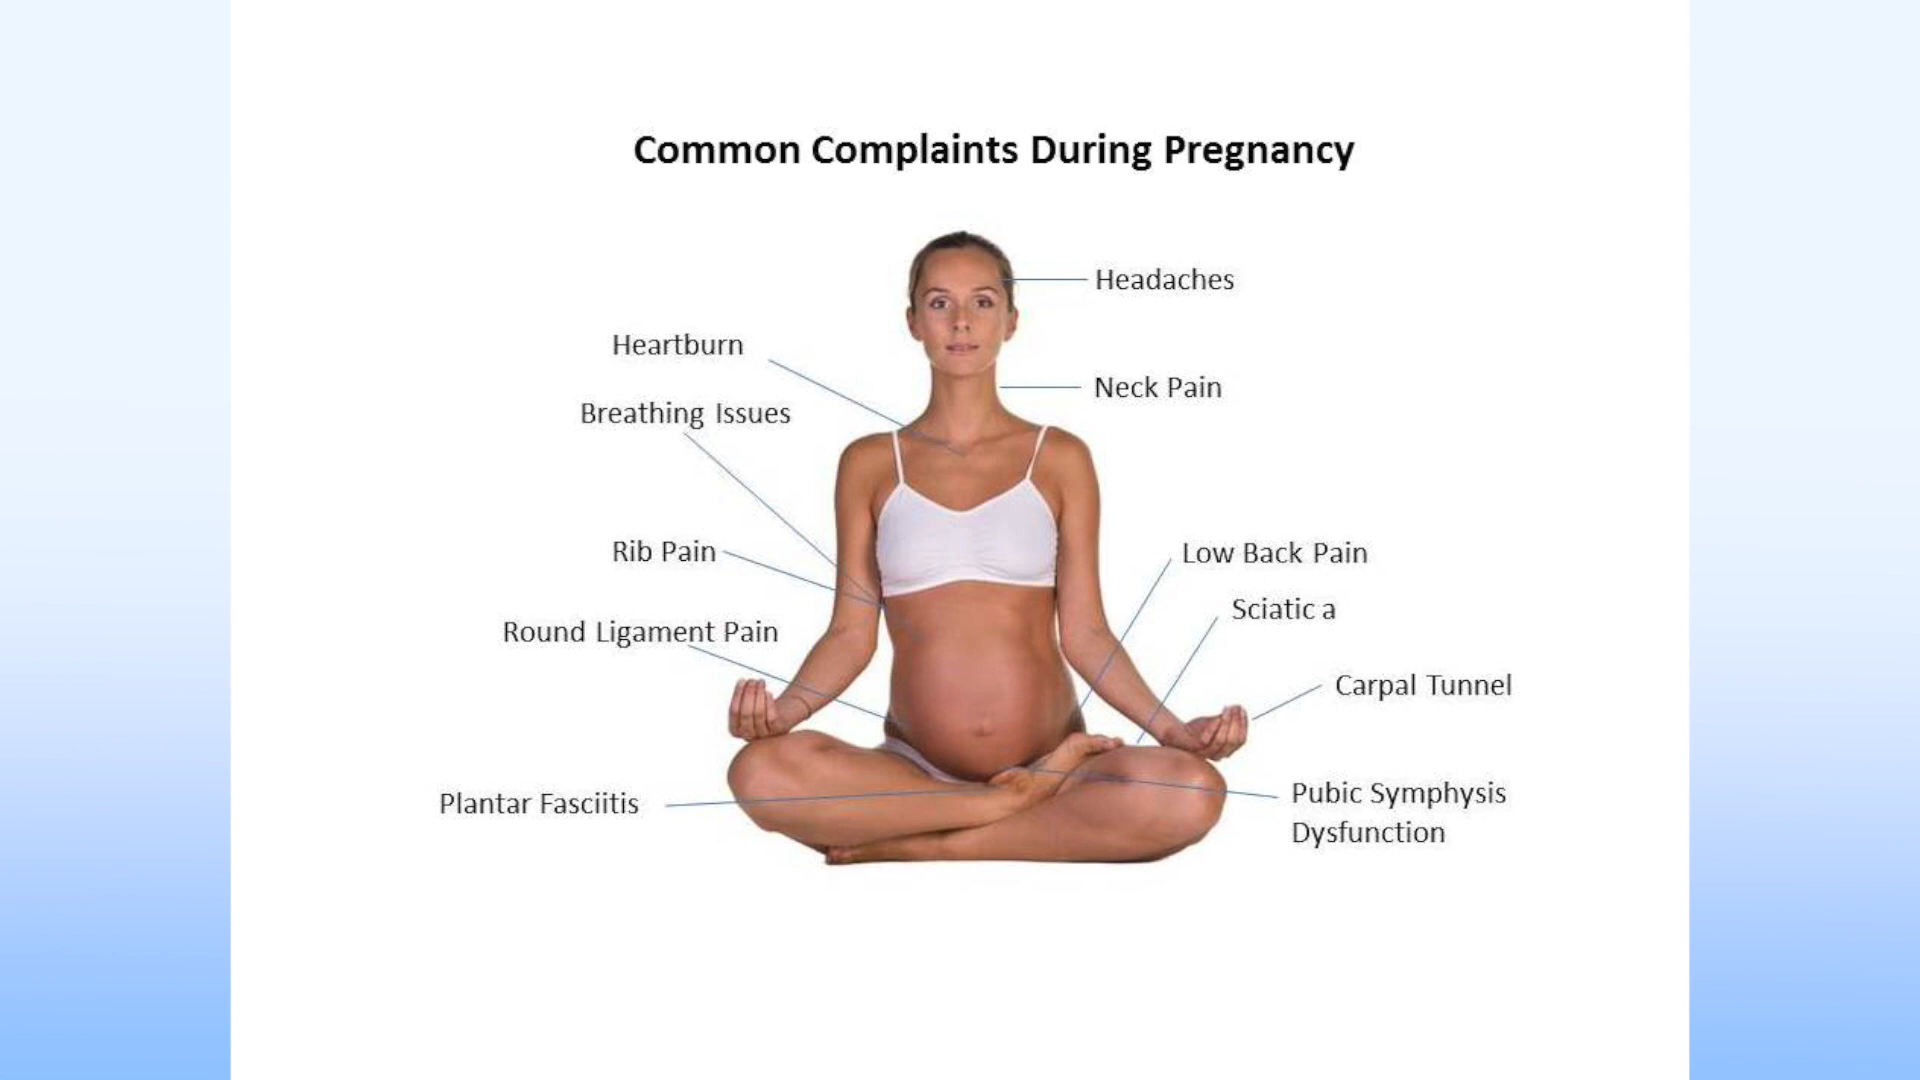 Common Complaints During Pregnancy
Headaches
Heartburn
Neck Pain
Breathing Issues
Rib Pain
Low Back Pain
Sciatic a
Round Ligament Pain
Carpal Tunnel
Plantar Fasciitis
Pubic Symphysis
Dysfunction